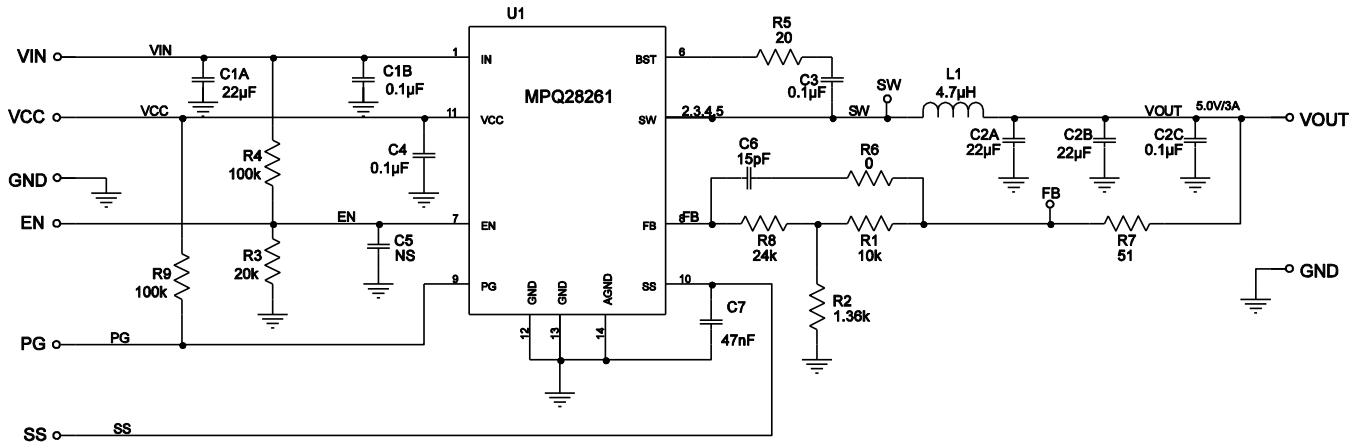 U1
VIN
VIN
1
IN
MPQ28261
BST
6
R5
20
C1A
22µF
C1B
0.1µF
C3
0.1µF
SW
L1
4.7µH
VCC
VCC
11
VCC
SW
2,3,4,5
SW
VOUT
5.0V/3A
VOUT
R4
100k
C4
0.1µF
C2A
22µF
C2B
22µF
C2C
0.1µF
C6
15pF
R6
0
GND
EN
EN
7
EN
FB
8
FB
FB
C5
NS
R8
24k
R1
10k
R7
51
R9
100k
R3
20k
9
PG
GND
GND
AGND
SS
10
GND
R2
1.36k
C7
47nF
12
13
14
PG
PG
SS
SS